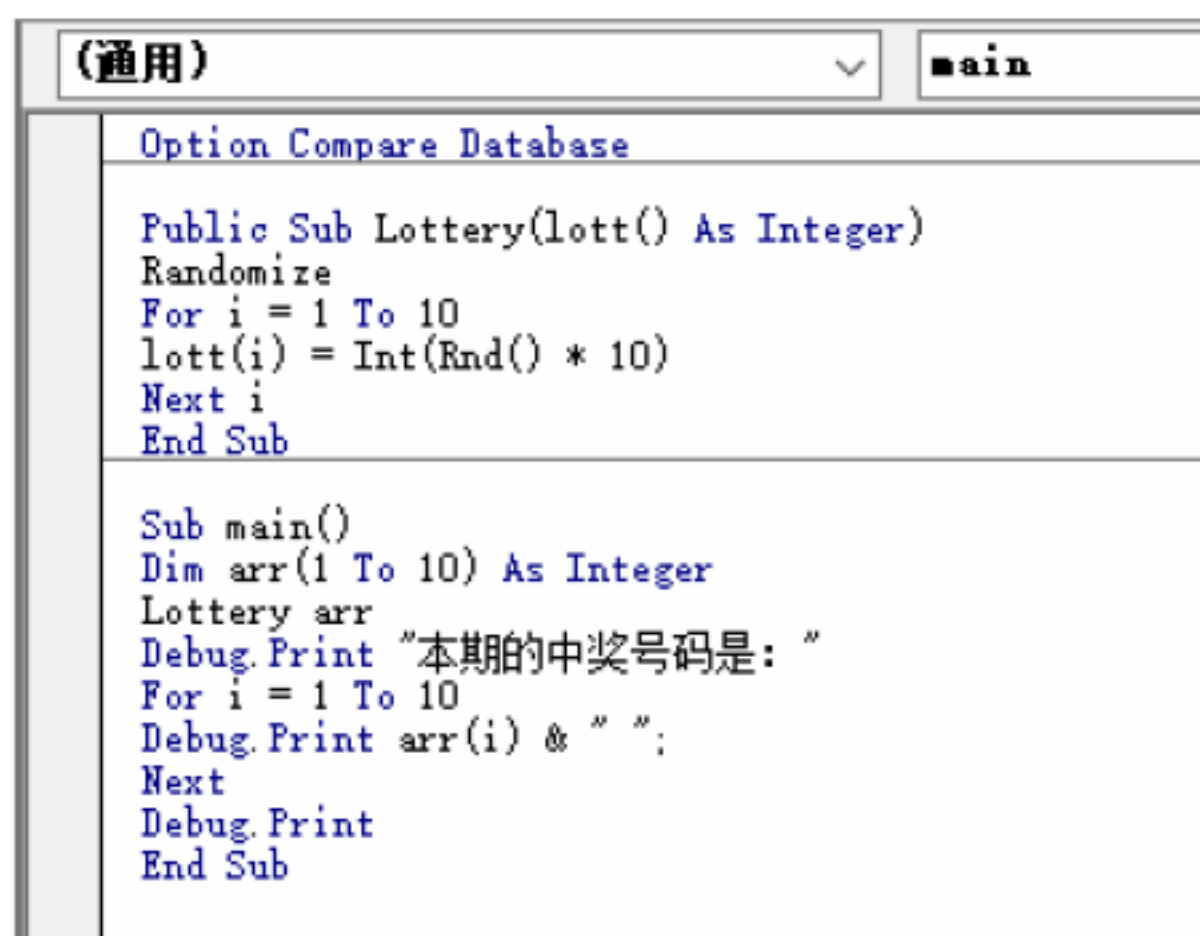 (通用) main
Option Compare Database
Public Sub Lottery(lott() As Integer)
Randomize
For i = 1 To 10
lott(i) = Int(Rnd() * 10)
Next i
End Sub
Sub main()
Dim arr(1 To 10) As Integer
Lottery arr
Debug.Print "本期的中奖号码是："
For i = 1 To 10
Debug.Print arr(i) & " ";
Next
Debug.Print
End Sub